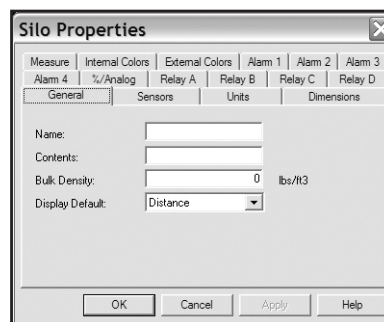 Silo Properties
Measure Internal Colors External Colors Alarm 1 Alarm 2 Alarm 3
Alarm 4 %/Analog Relay A Relay B Relay C Relay D
General Sensors Units Dimensions
Name:
Contents:
Bulk Density: 0 lbs/ft3
Display Default: Distance
OK Cancel Apply Help